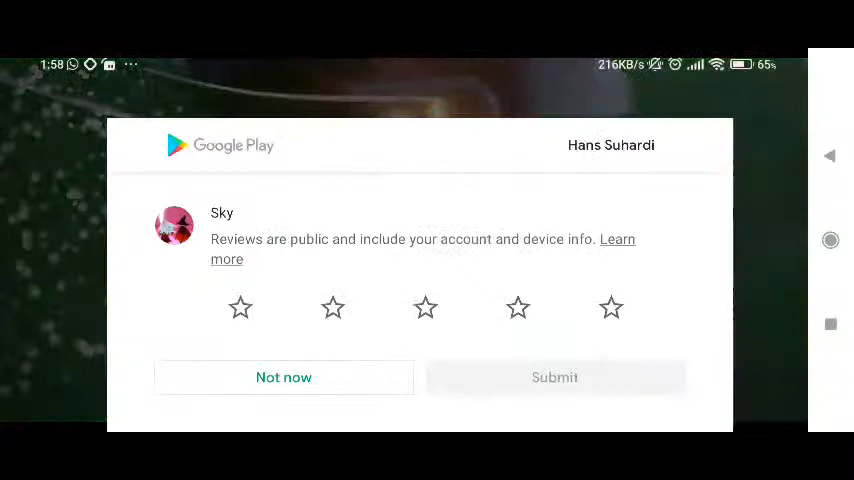 1:58 ... 216KB/s 65%
Google Play Hans Suhardi
Sky
Reviews are public and include your account and device info. Learn
more
Not now Submit